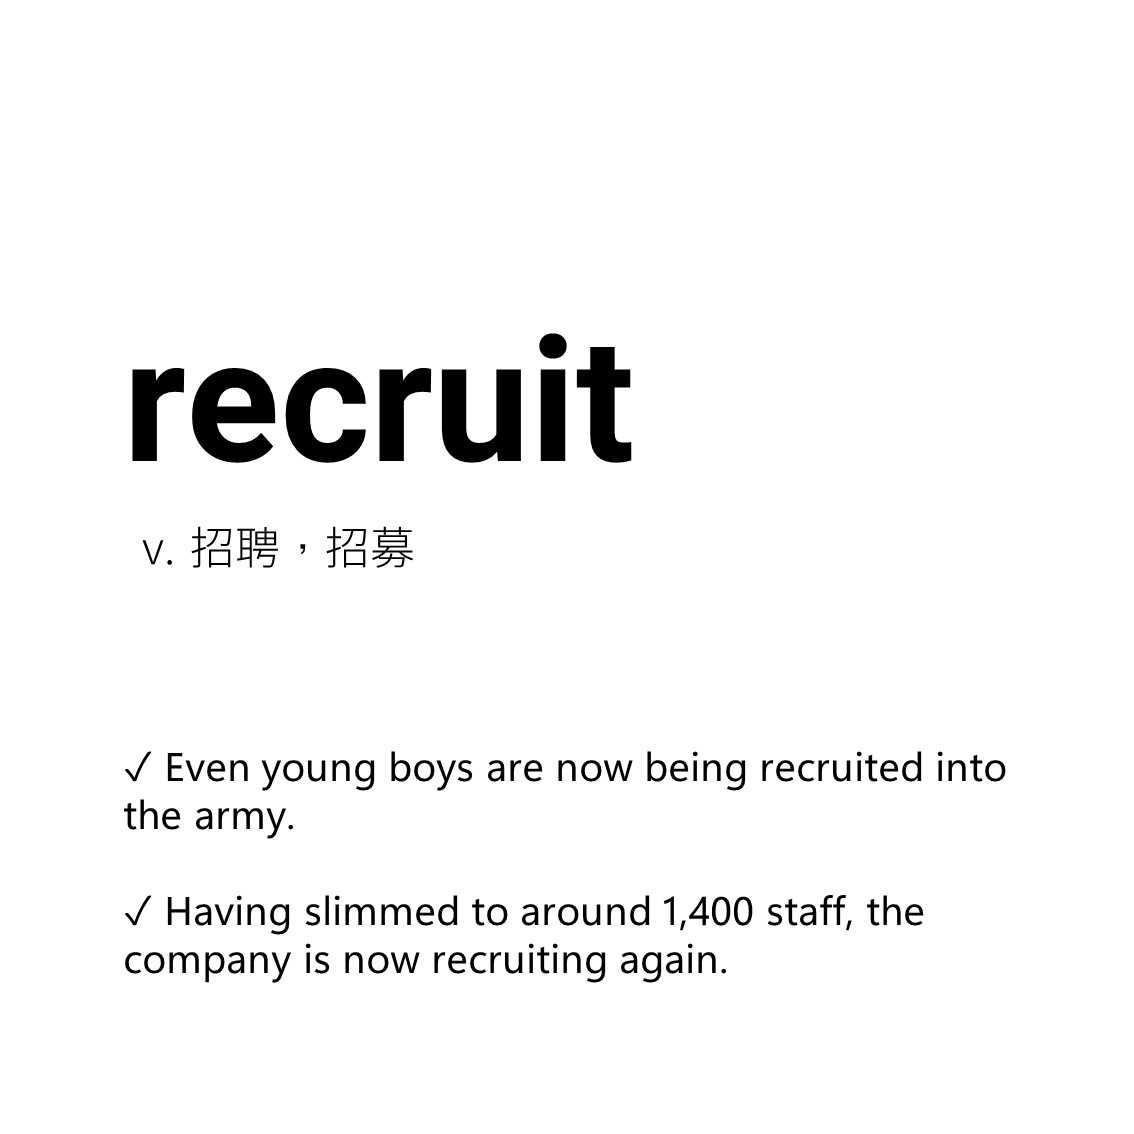 recruit
v. 招聘，招募
✓ Even young boys are now being recruited into
the army.
✓ Having slimmed to around 1,400 staff, the
company is now recruiting again.